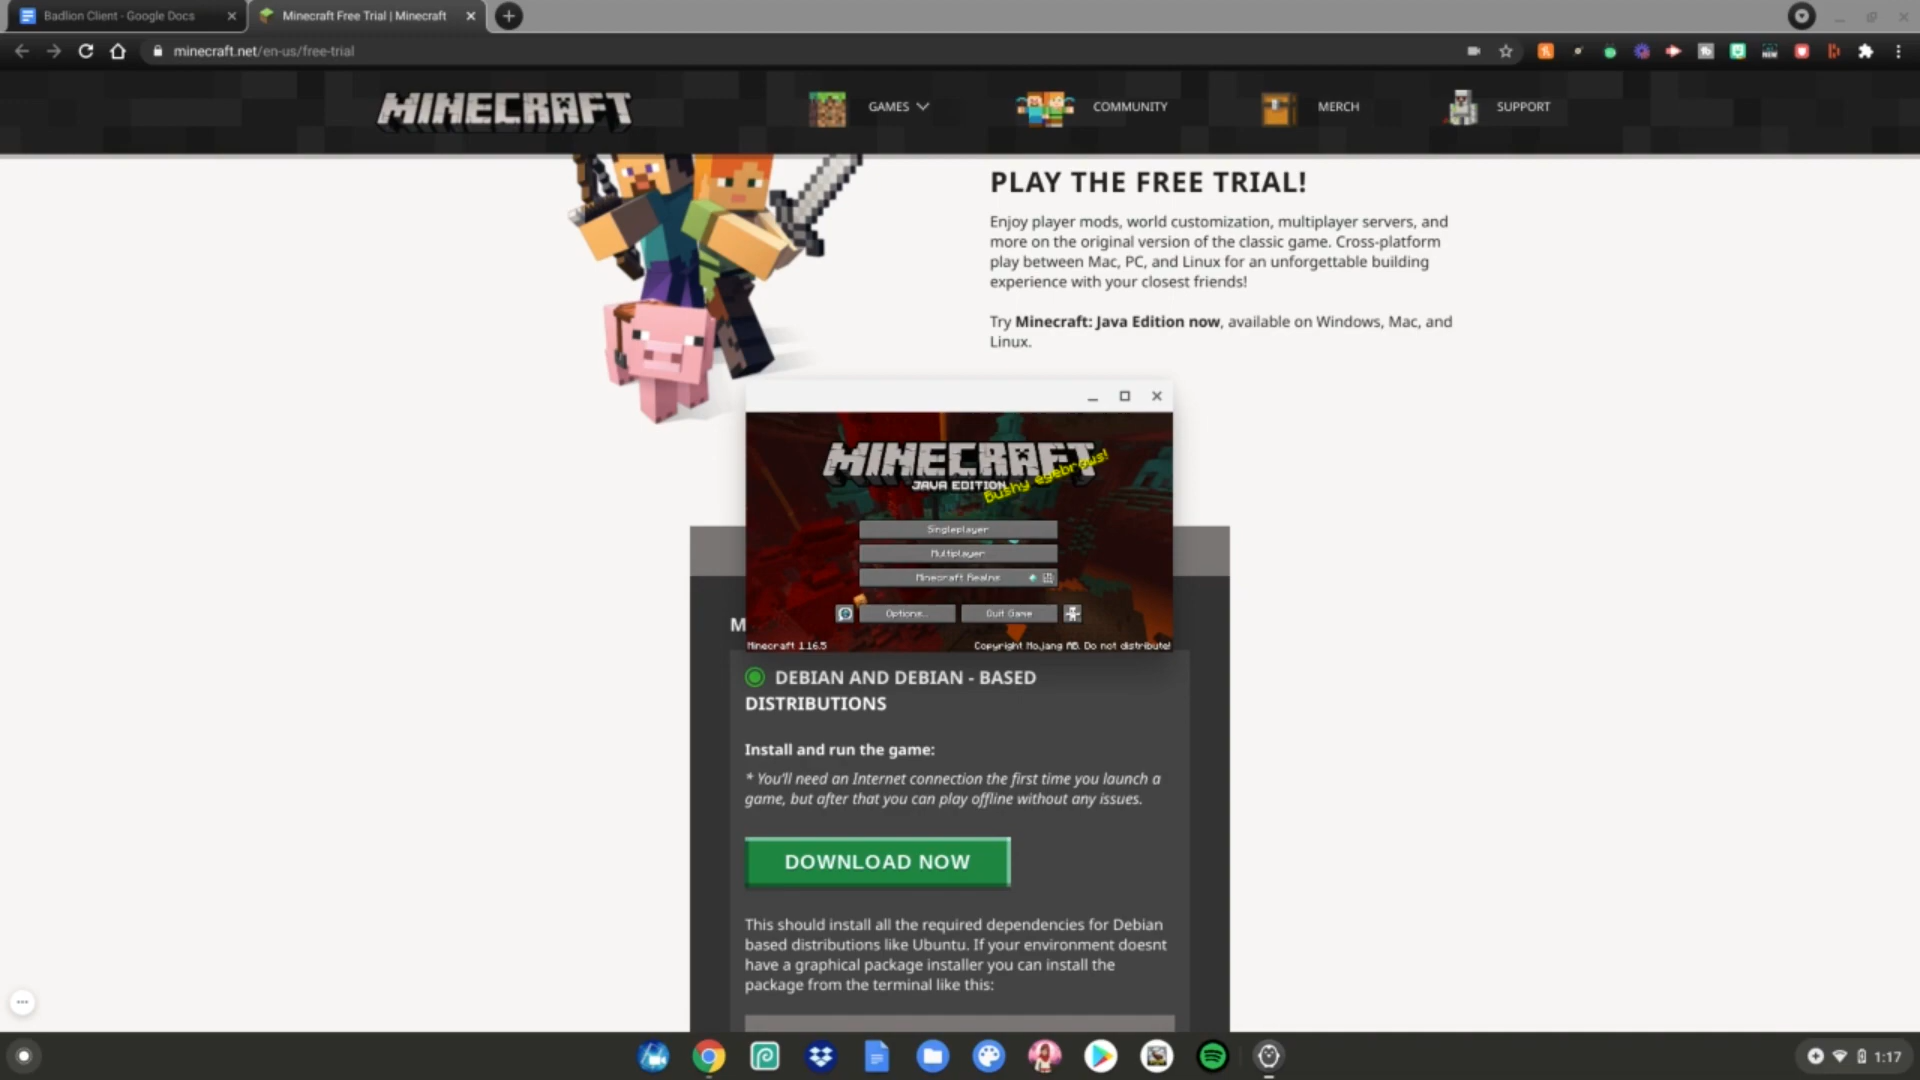 Badlion Client - Google Docs
Minecraft Free Trial | Minecraft
minecraft.net/en-us/free-trial
NEW
MINECRAFT
GAMES
COMMUNITY
MERCH
SUPPORT
PLAY THE FREE TRIAL!
Enjoy player mods, world customization, multiplayer servers, and
more on the original version of the classic game. Cross-platform
play between Mac, PC, and Linux for an unforgettable building
experience with your closest friends!
Try Minecraft: Java Edition now, available on Windows, Mac, and
Linux.
MINECRAFT
JAVA EDITION
Bushy eyebrows!
Singleplayer
Multiplayer
Minecraft Realms
Options...
Quit Game
Minecraft 1.16.5
Copyright Mojang AB. Do not distribute!
M
DEBIAN AND DEBIAN - BASED
DISTRIBUTIONS
Install and run the game:
* You'll need an Internet connection the first time you launch a
game, but after that you can play offline without any issues.
DOWNLOAD NOW
This should install all the required dependencies for Debian
based distributions like Ubuntu. If your environment doesnt
have a graphical package installer you can install the
package from the terminal like this:
1:17